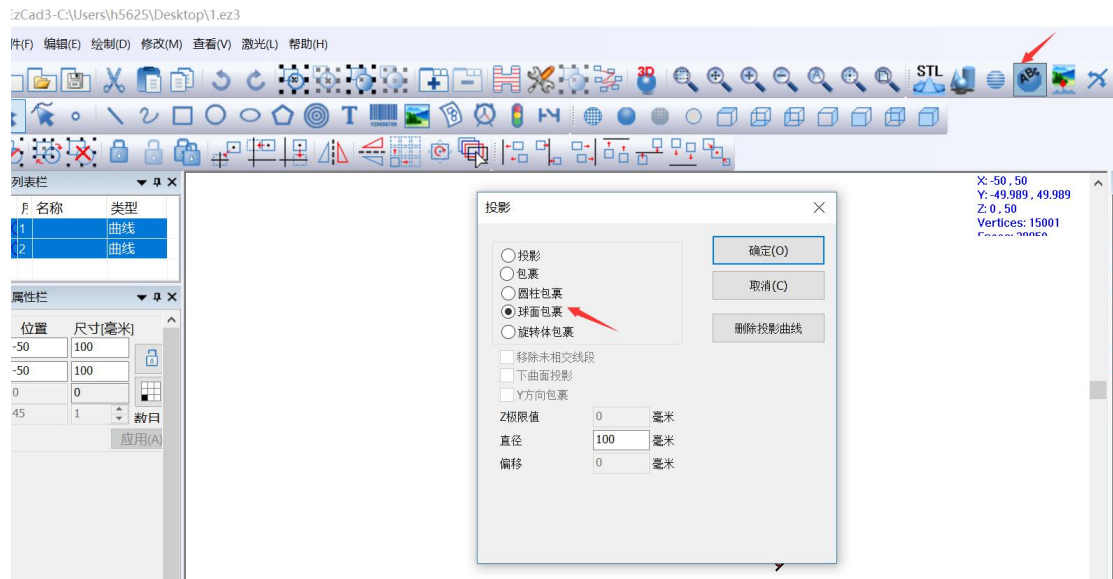 :zCad3-C:\Users\h5625\Desktop\1.ez3
件(F) 编辑(E) 绘制(D) 修改(M) 查看(V) 激光(L) 帮助(H)
3D
STL
ABC
T
列表栏
名称 类型
1 曲线
2 曲线
属性栏
位置 尺寸[毫米]
-50 100
-50 100
0 0
45 1 数目
应用(A)
X: -50 , 50
Y: -49.989 , 49.989
Z: 0 , 50
Vertices: 15001
投影
投影
包裹
圆柱包裹
球面包裹
旋转体包裹
移除未相交线段
下曲面投影
Y方向包裹
Z极限值 0 毫米
直径 100 毫米
偏移 0 毫米
确定(O)
取消(C)
删除投影曲线